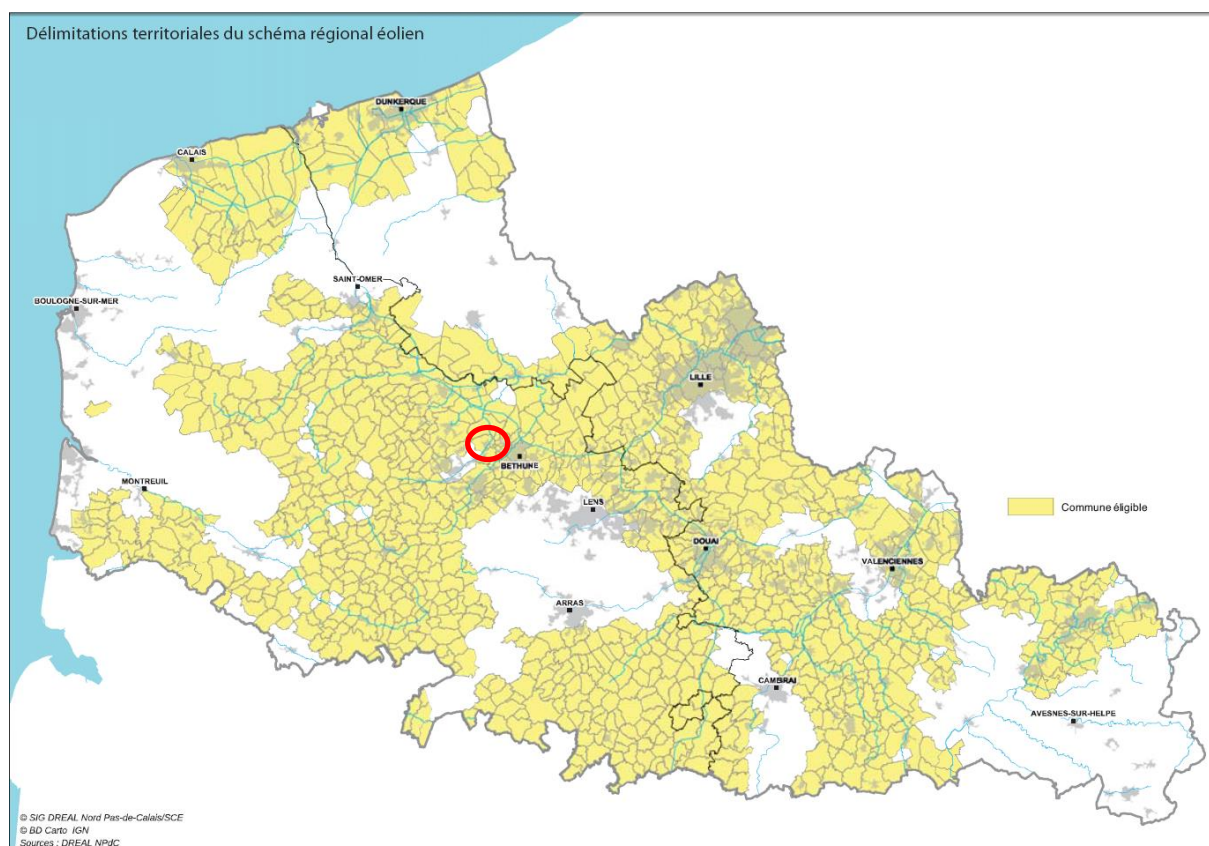 Délimitations territoriales du schéma régional éolien
DUNKERQUE
CALAIS
SAINT-OMER
BOULOGNE-SUR-MER
LILLE
BETHUNE
MONTREUIL
LENS
Commune éligible
DOUAI
VALENCIENNES
ARRAS
CAMBRAI
AVESNES-SUR-HELPE
© SIG DREAL Nord Pas-de-Calais/SCE
© BD Carto IGN
Sources : DREAL NPdC